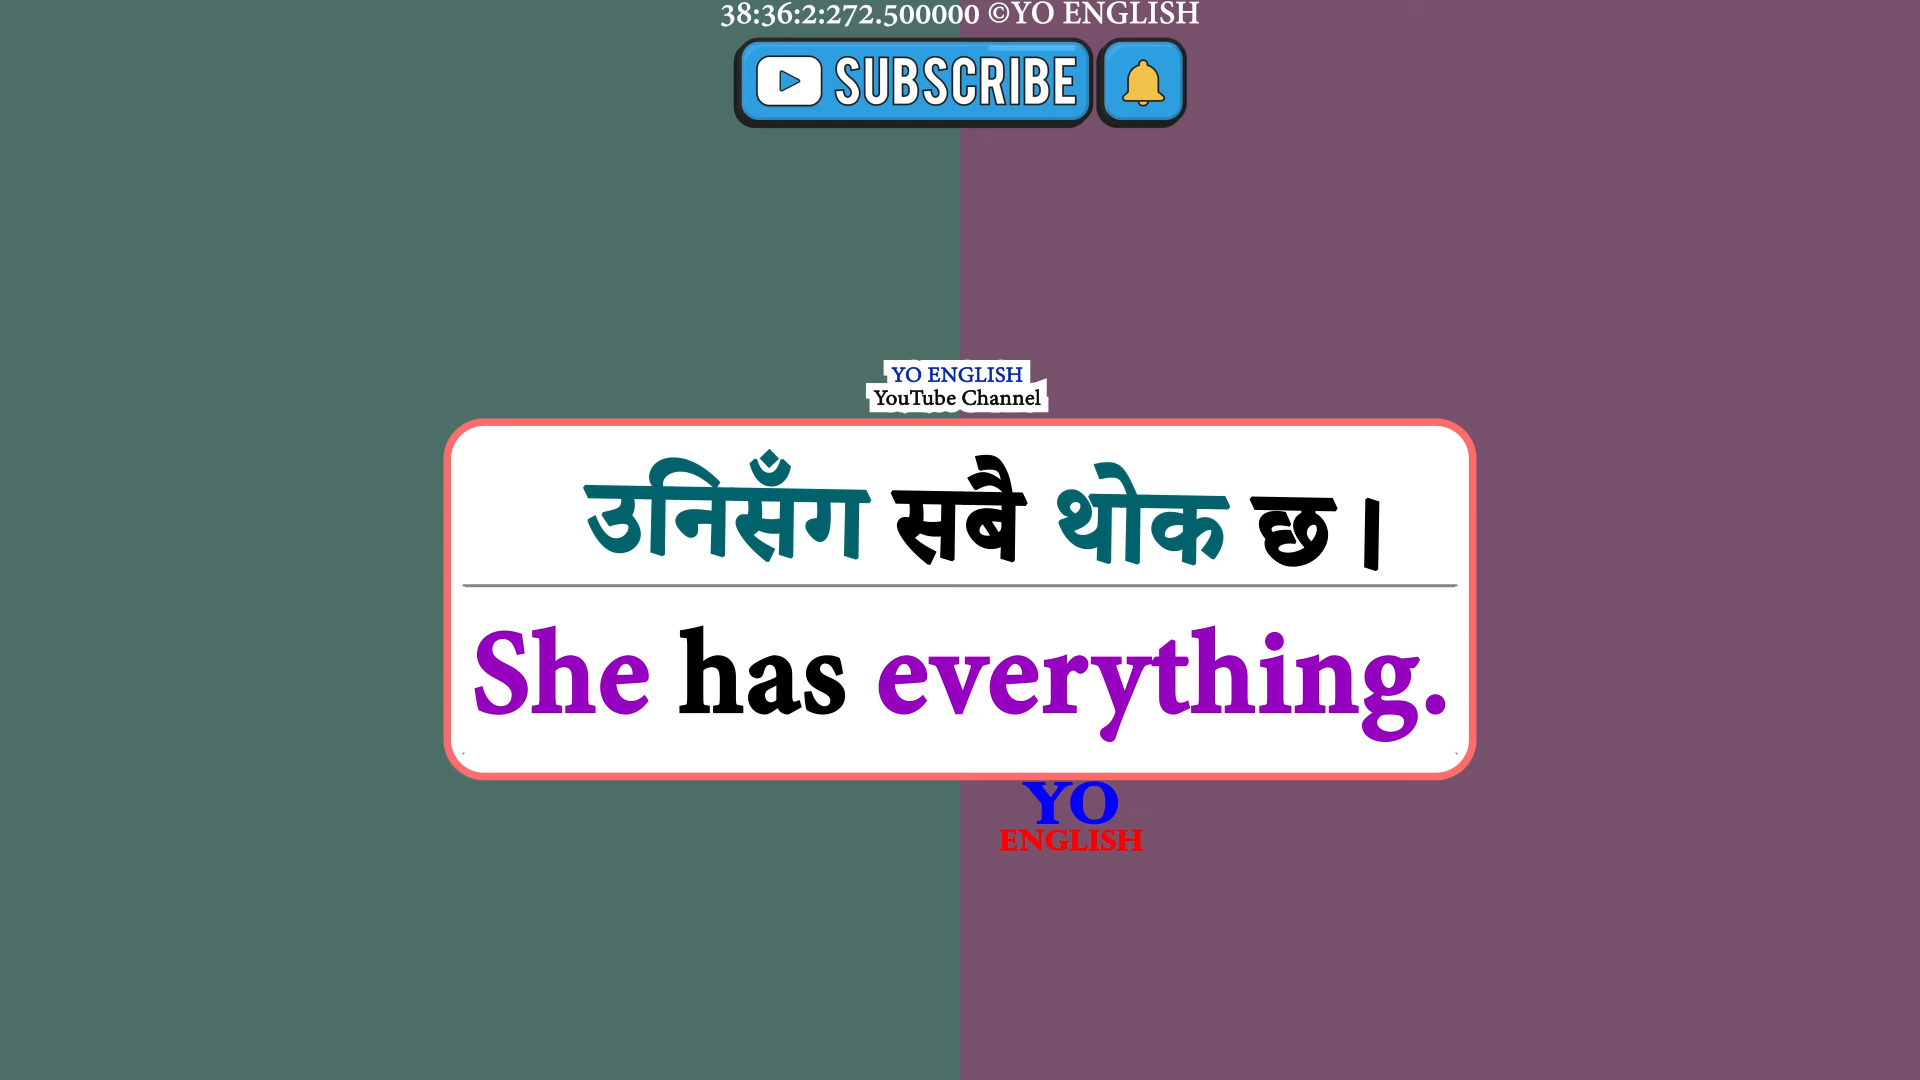 38:36:2:272.500000 ©YO ENGLISH
SUBSCRIBE
YO ENGLISH
YouTube Channel
उनिसँग सबै थोक छ।
She has everything.
YO
ENGLISH